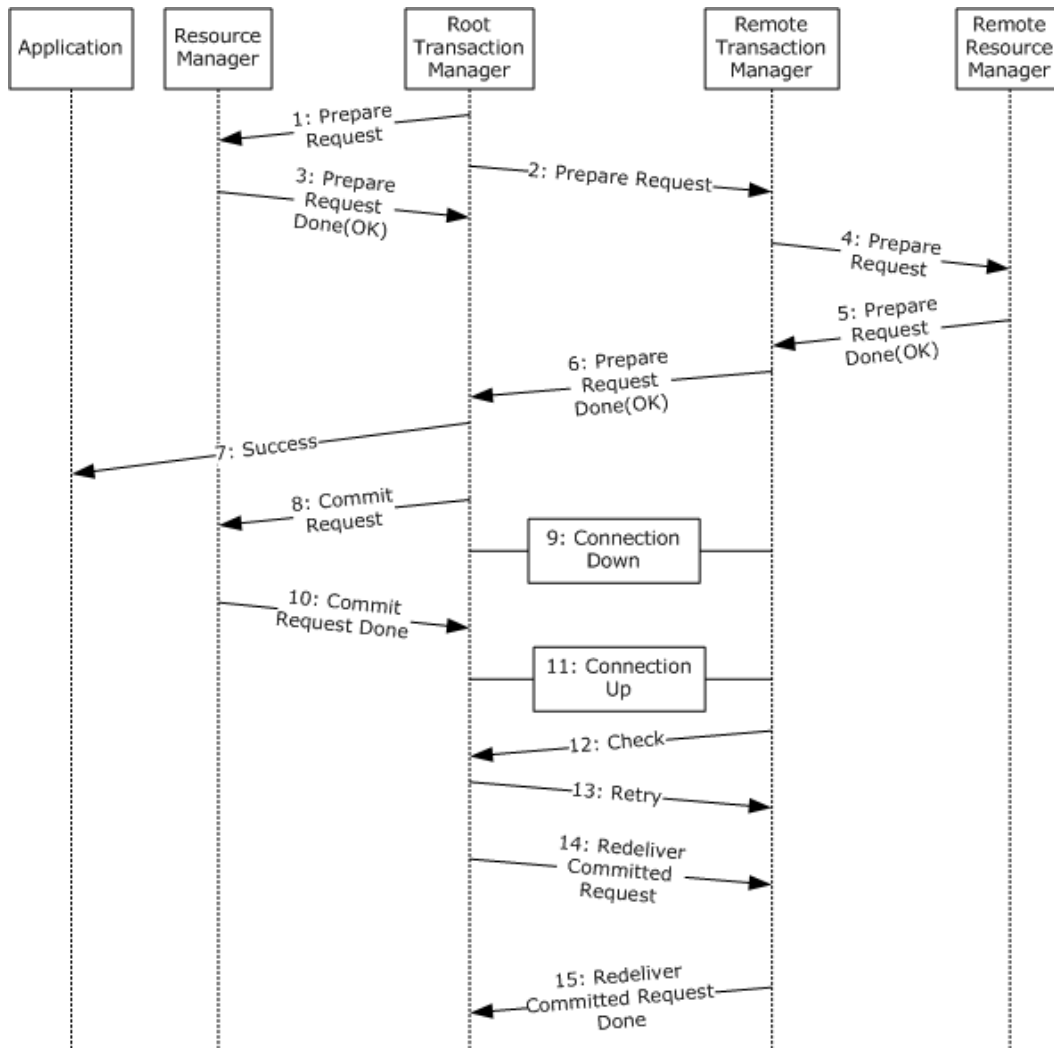 Application
Resource
Manager
Root
Transaction
Manager
Remote
Transaction
Manager
Remote
Resource
Manager
1: Prepare
Request
2: Prepare Request
3: Prepare
Request
Done(OK)
4: Prepare
Request
5: Prepare
Request
Done(OK)
6: Prepare
Request
Done(OK)
7: Success
8: Commit
Request
9: Connection
Down
10: Commit
Request Done
11: Connection
Up
12: Check
13: Retry
14: Redeliver
Committed
Request
15: Redeliver
Committed Request
Done